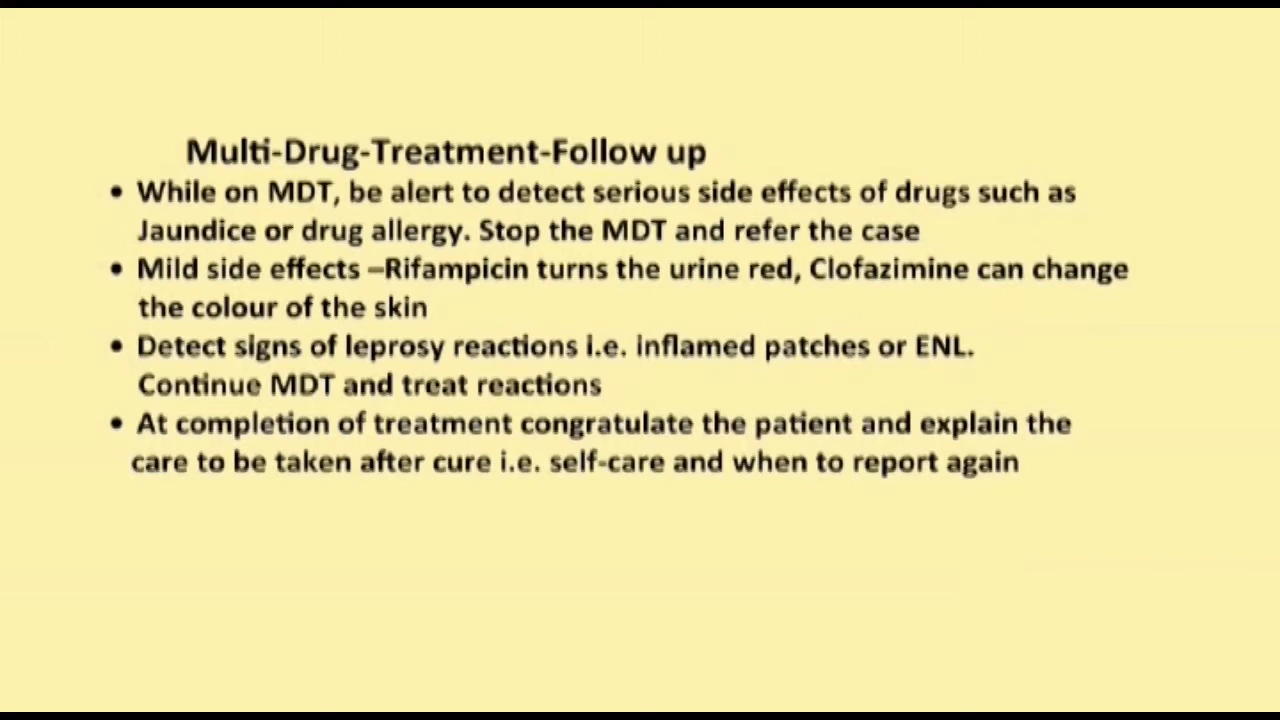 Multi-Drug-Treatment-Follow up
• While on MDT, be alert to detect serious side effects of drugs such as
Jaundice or drug allergy. Stop the MDT and refer the case
• Mild side effects –Rifampicin turns the urine red, Clofazimine can change
the colour of the skin
• Detect signs of leprosy reactions i.e. inflamed patches or ENL.
Continue MDT and treat reactions
• At completion of treatment congratulate the patient and explain the
care to be taken after cure i.e. self-care and when to report again